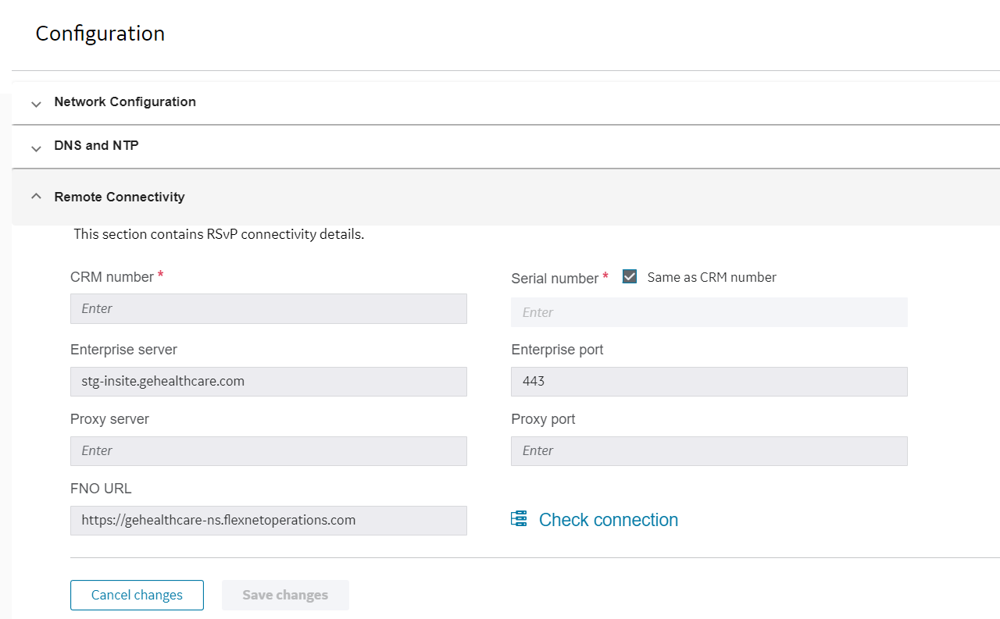 Configuration
Network Configuration
DNS and NTP
Remote Connectivity
This section contains RSvP connectivity details.
CRM number *
Serial number * Same as CRM number
Enter
Enter
Enterprise server
Enterprise port
stg-insite.gehealthcare.com
443
Proxy server
Proxy port
Enter
Enter
FNO URL
https://gehealthcare-ns.flexnetoperations.com
Check connection
Cancel changes
Save changes